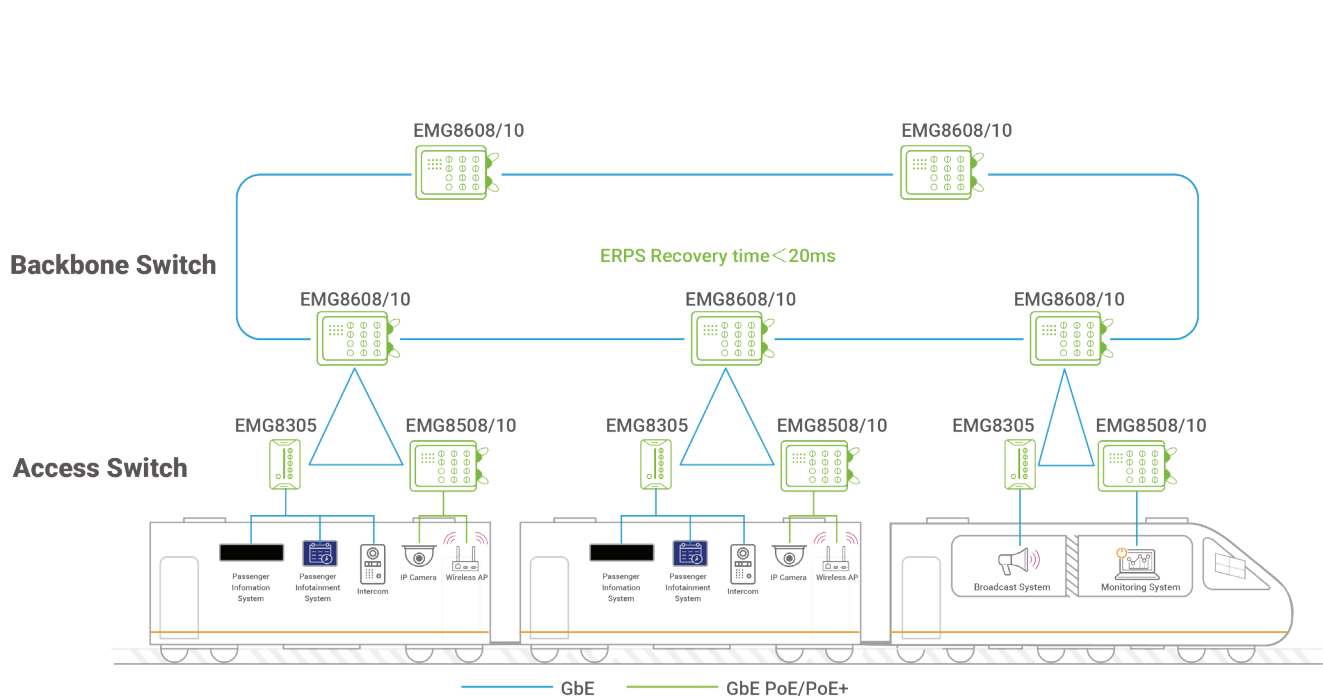 EMG8608/10
EMG8608/10
Backbone Switch
ERPS Recovery time<20ms
EMG8608/10
EMG8608/10
EMG8608/10
EMG8305
EMG8508/10
EMG8305
EMG8508/10
EMG8305
EMG8508/10
Access Switch
Passenger
Infomation
System
Passenger
Infotainment
System
Intercom
IP Camera
Wireless AP
Passenger
Infomation
System
Passenger
Infotainment
System
Intercom
IP Camera
Wireless AP
Broadcast System
Monitoring System
GbE
GbE PoE/PoE+